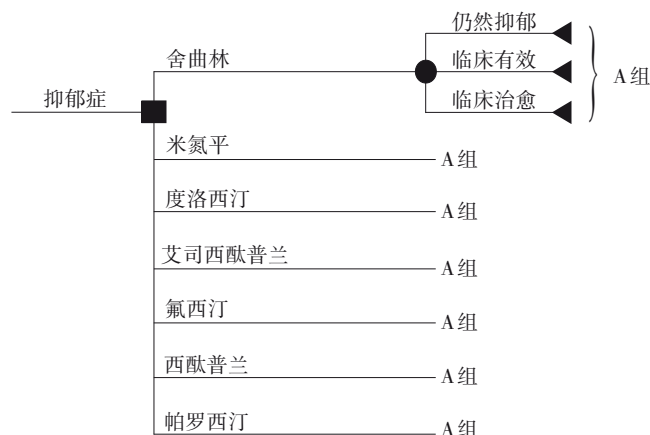 仍然抑郁
舍曲林
临床有效
A组
抑郁症
临床治愈
米氮平
A组
度洛西汀
A组
艾司西酞普兰
A组
氟西汀
A组
西酞普兰
A组
帕罗西汀
A组